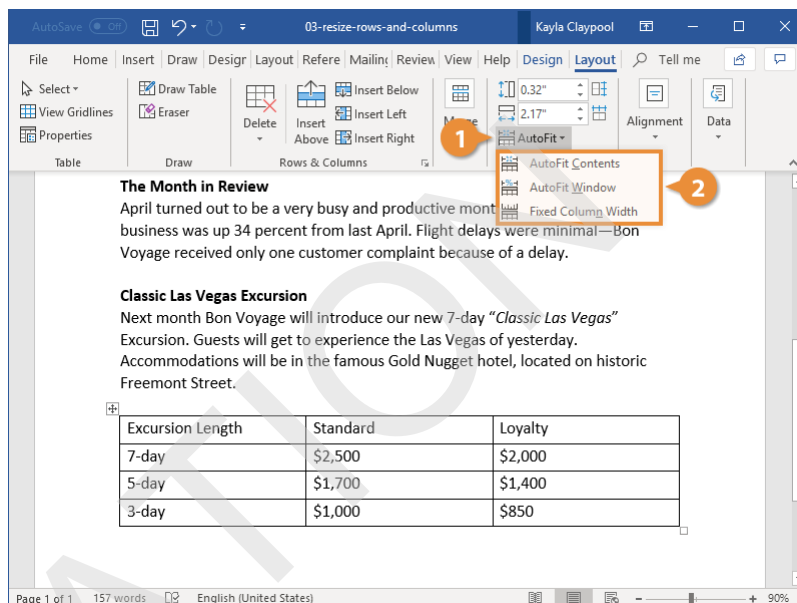 AutoSave Off 03-resize-rows-and-columns Kayla Claypool
File Home Insert Draw Desigr Layout Refere Mailing Review View Help Design Layout Tell me
Select
View Gridlines
Properties
Table
Draw Table
Eraser
Draw
Delete
Insert Above
Insert Below
Insert Left
Insert Right
Rows & Columns
0.32"
2.17"
AutoFit
Alignment
Data
1
AutoFit Contents
AutoFit Window
Fixed Column Width
2
The Month in Review
April turned out to be a very busy and productive mont
business was up 34 percent from last April. Flight delays were minimal—Bon
Voyage received only one customer complaint because of a delay.
Classic Las Vegas Excursion
Next month Bon Voyage will introduce our new 7-day “Classic Las Vegas”
Excursion. Guests will get to experience the Las Vegas of yesterday.
Accommodations will be in the famous Gold Nugget hotel, located on historic
Freemont Street.
Excursion Length Standard Loyalty
7-day $2,500 $2,000
5-day $1,700 $1,400
3-day $1,000 $850
Page 1 of 1 157 words English (United States) 90%